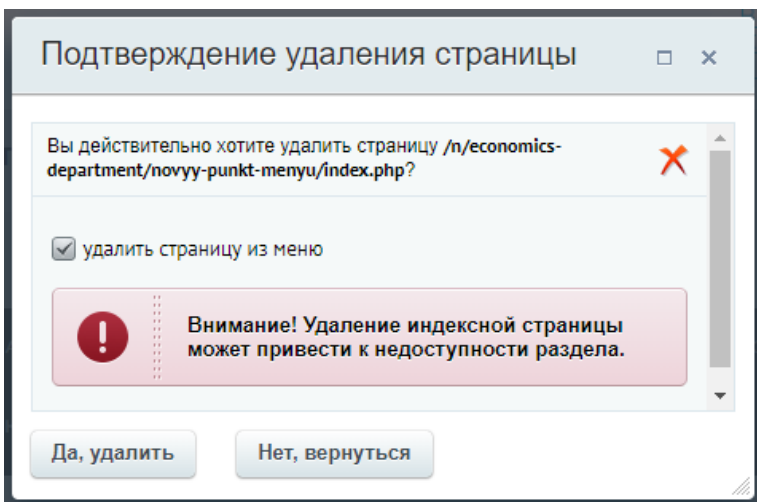 Подтверждение удаления страницы
Вы действительно хотите удалить страницу /n/economics-
department/novyy-punkt-menyu/index.php?
удалить страницу из меню
Внимание! Удаление индексной страницы
может привести к недоступности раздела.
Да, удалить
Нет, вернуться